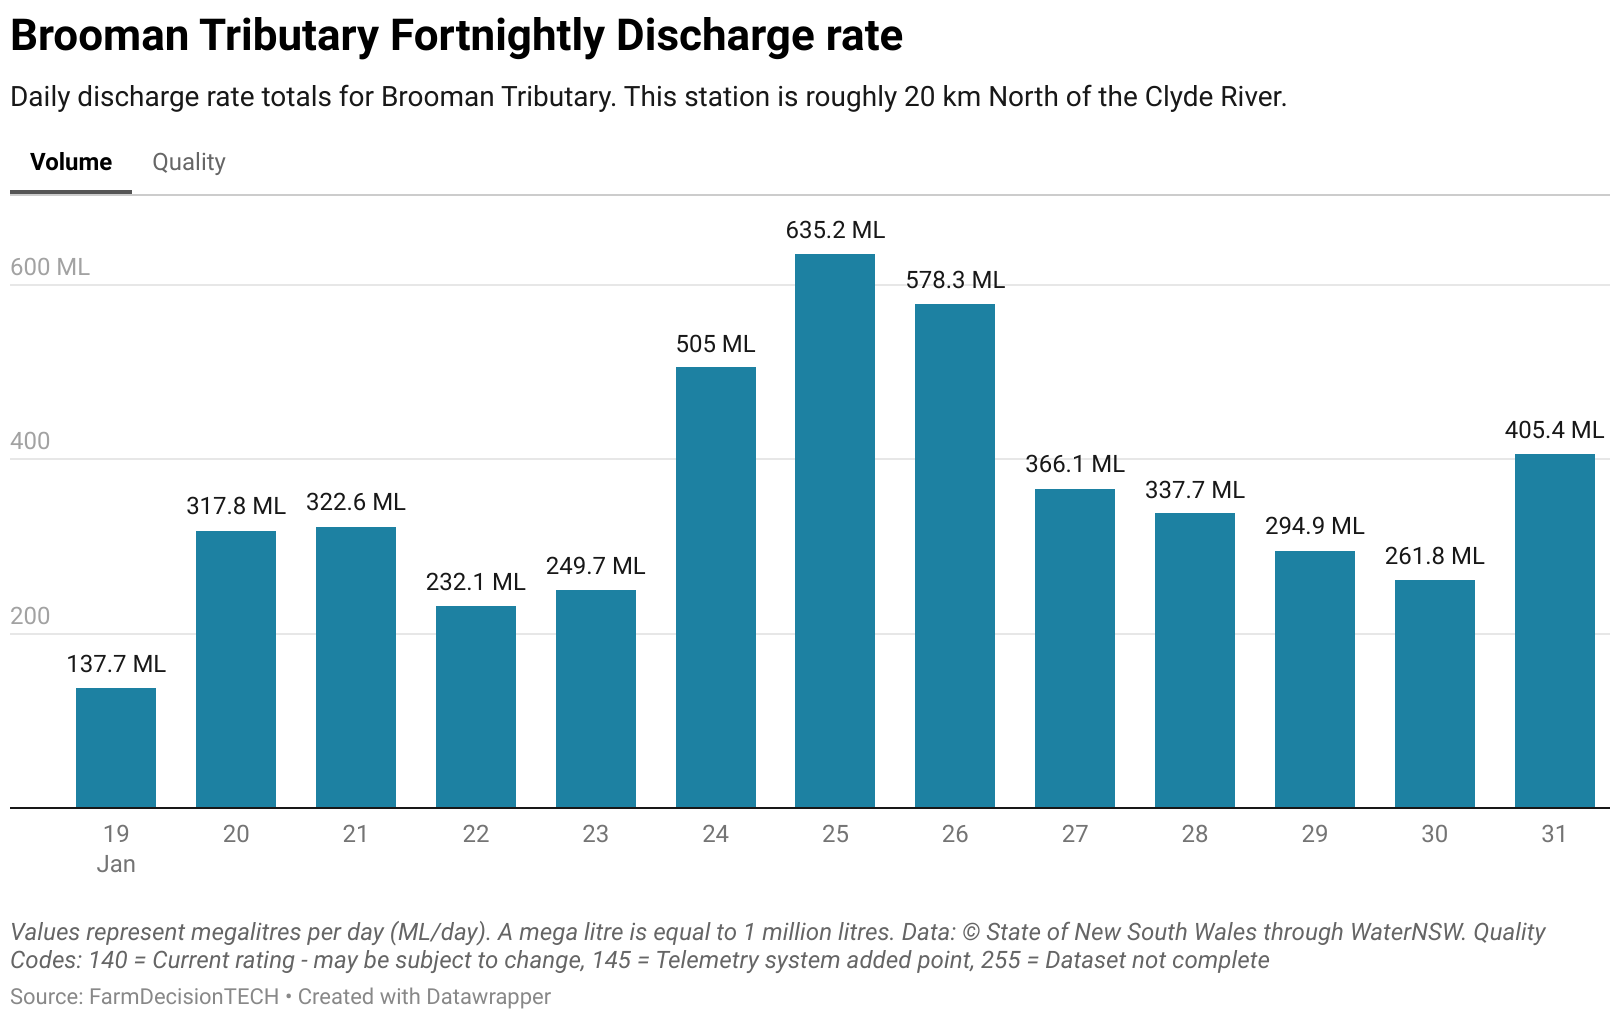 Brooman Tributary Fortnightly Discharge rate
Daily discharge rate totals for Brooman Tributary. This station is roughly 20 km North of the Clyde River.
Volume Quality
635.2 ML
600 ML
578.3 ML
505 ML
405.4 ML
400
366.1 ML
337.7 ML
317.8 ML
322.6 ML
294.9 ML
261.8 ML
249.7 ML
232.1 ML
200
137.7 ML
19 20 21 22 23 24 25 26 27 28 29 30 31
Jan
Values represent megalitres per day (ML/day). A mega litre is equal to 1 million litres. Data: © State of New South Wales through WaterNSW. Quality
Codes: 140 = Current rating - may be subject to change, 145 = Telemetry system added point, 255 = Dataset not complete
Source: FarmDecisionTECH • Created with Datawrapper